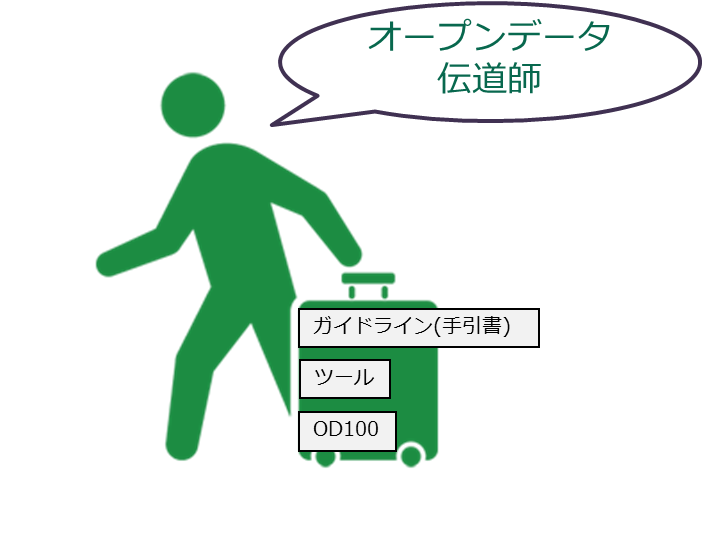 オープンデータ
伝道師
ガイドライン(手引書)
ツール
OD100